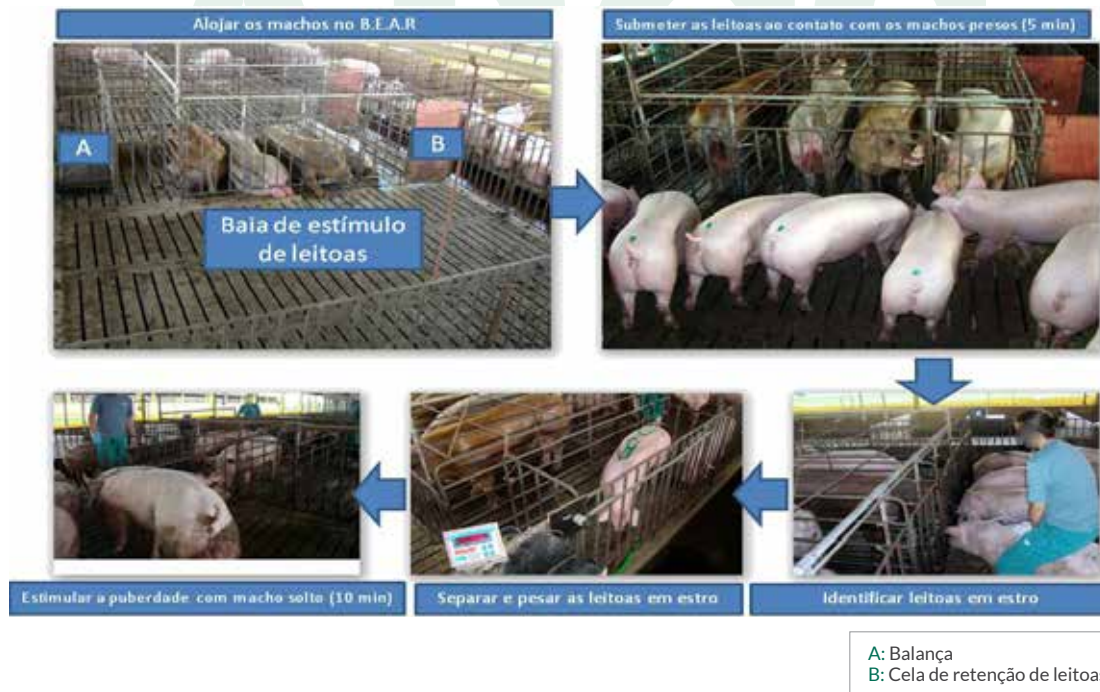 Alojar os machos no B.E.A.R
Submeter as leitoas ao contato com os machos presos (5 min)
A
B
Baia de estímulo
de leitoas
Estimular a puberdade com macho solto (10 min)
Separar e pesar as leitoas em estro
Identificar leitoas em estro
A: Balança
B: Cela de retenção de leitoa